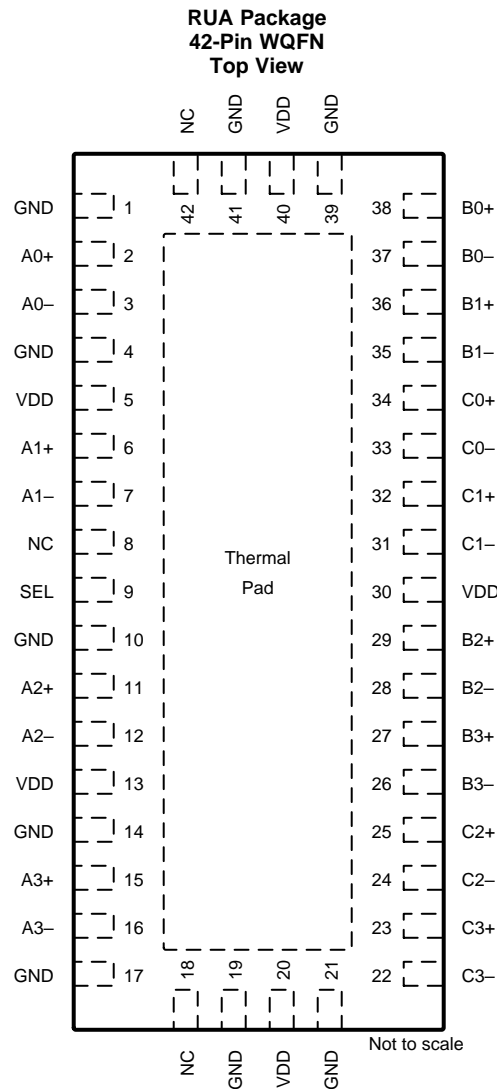 RUA Package
42-Pin WQFN
Top View
NC GND VDD GND
42 41 40 39
GND 1 38 B0+
A0+ 2 37 B0–
A0– 3 36 B1+
GND 4 35 B1–
VDD 5 34 C0+
A1+ 6 33 C0–
A1– 7 32 C1+
NC 8 31 C1–
Thermal
Pad
SEL 9 30 VDD
GND 10 29 B2+
A2+ 11 28 B2–
A2– 12 27 B3+
VDD 13 26 B3–
GND 14 25 C2+
A3+ 15 24 C2–
A3– 16 23 C3+
GND 17 22 C3–
18 19 20 21
NC GND VDD GND
Not to scale